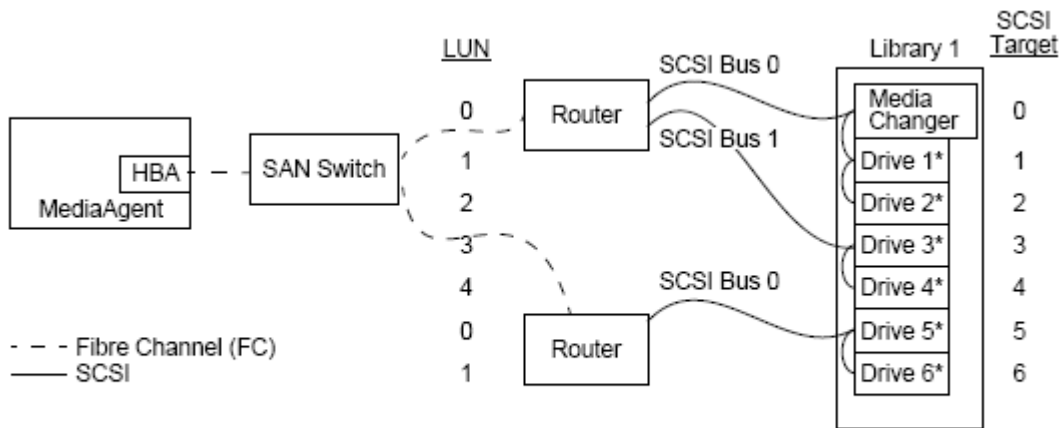 LUN
SCSI
Target
Library 1
SCSI Bus 0
0
Router
Media
Changer
0
HBA
MediaAgent
SAN Switch
SCSI Bus 1
1
Drive 1*
1
2
Drive 2*
2
3
Drive 3*
3
4
SCSI Bus 0
Drive 4*
4
0
Router
Drive 5*
5
1
Drive 6*
6
Fibre Channel (FC)
SCSI